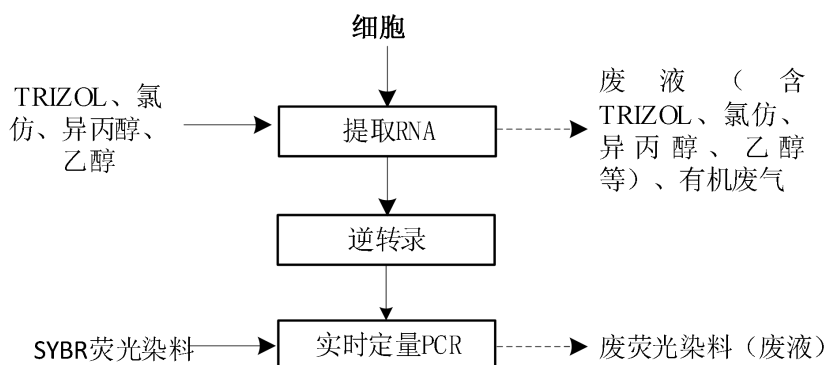 细胞
TRIZOL、氯
仿、异丙醇、
乙醇
提取RNA
废液（含
TRIZOL、氯仿、
异丙醇、乙醇
等）、有机废气
逆转录
SYBR荧光染料
实时定量PCR
废荧光染料（废液）